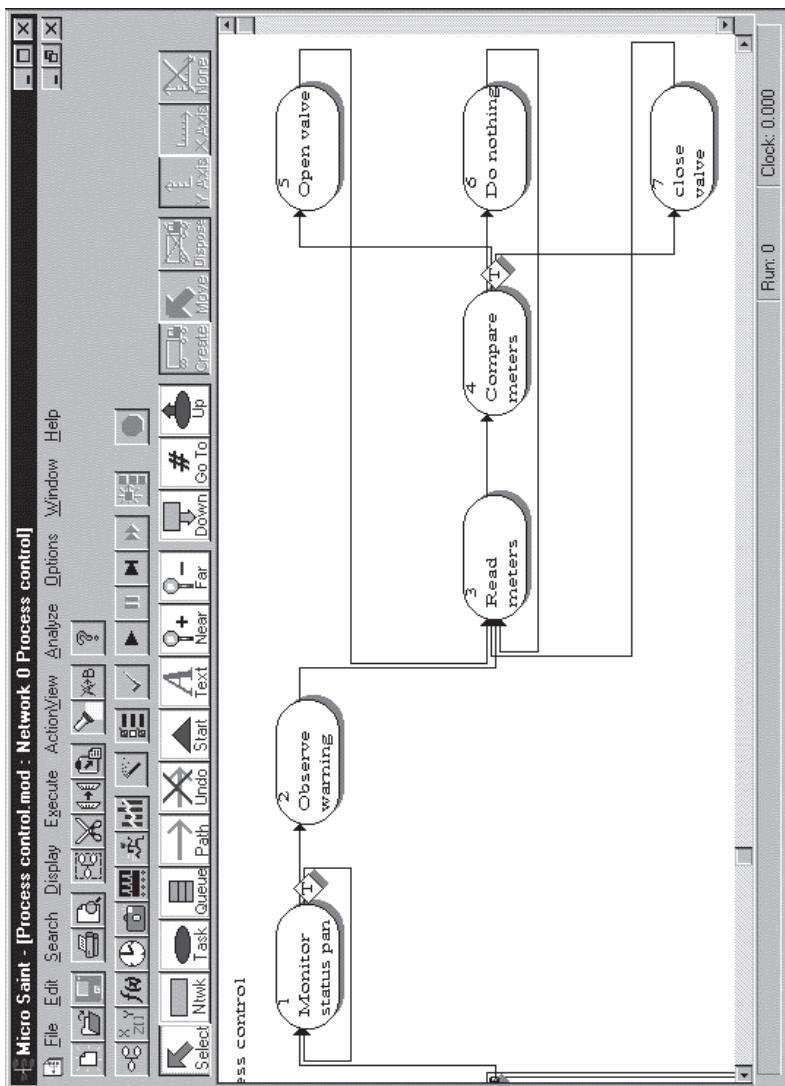 Micro Saint - [Process control.mod : Network 0 Process control]
File Edit Search Display Execute ActionView Analyze Options Window Help
X Y
Z[]
f(x)
A▸B
?
Select Ntwk Task Queue Path Undo Start Text Near Far Down Go To Up Create Move Dispose Y Axis X Axis None
ess control
1
Monitor
status pan
T
2
Observe
warning
3
Read
meters
4
Compare
meters
T
5
Open valve
6
Do nothing
7
close
valve
Run: 0 Clock: 0.000